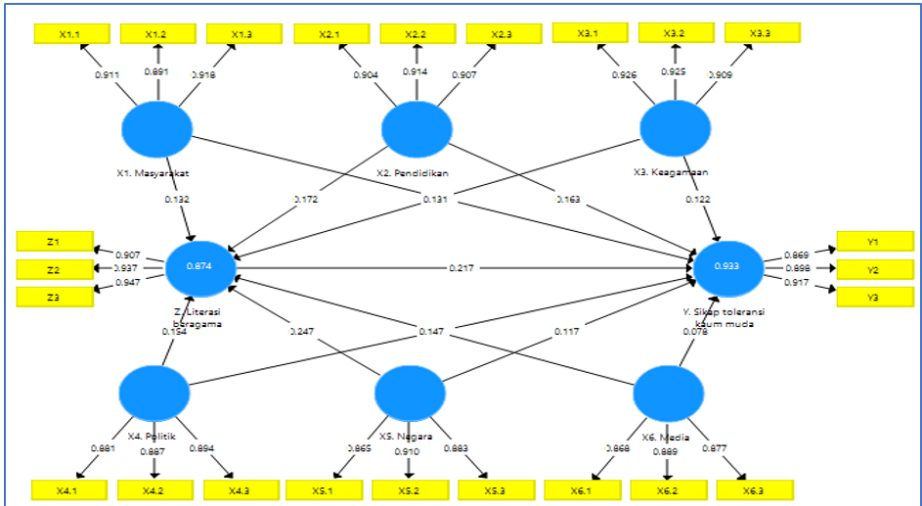 X1.1 X1.2 X1.3 X2.1 X2.2 X2.3 X3.1 X3.2 X3.3
0.911 0.891 0.918 0.904 0.914 0.907 0.926 0.925 0.909
X1. Masyarakat X2. Pendidikan X3. Keagamaan
0.132 0.172 0.131 0.163 0.122
Z1 0.907 0.874 0.217 0.933 0.869 Y1
Z2 0.937 0.898 Y2
Z3 0.947 0.917 Y3
Z. Literasi Y. Sikap toleransi
beragama kaum muda
0.154 0.247 0.147 0.117 0.078
X4. Politik X5. Negara X6. Media
0.881 0.887 0.894 0.865 0.910 0.883 0.868 0.889 0.877
X4.1 X4.2 X4.3 X5.1 X5.2 X5.3 X6.1 X6.2 X6.3